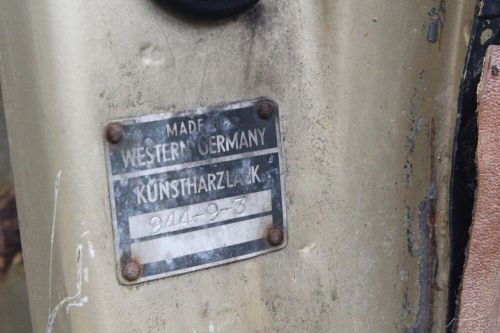 MADE
WESTERN GERMANY
KUNSTHARZLACK
944-9-3